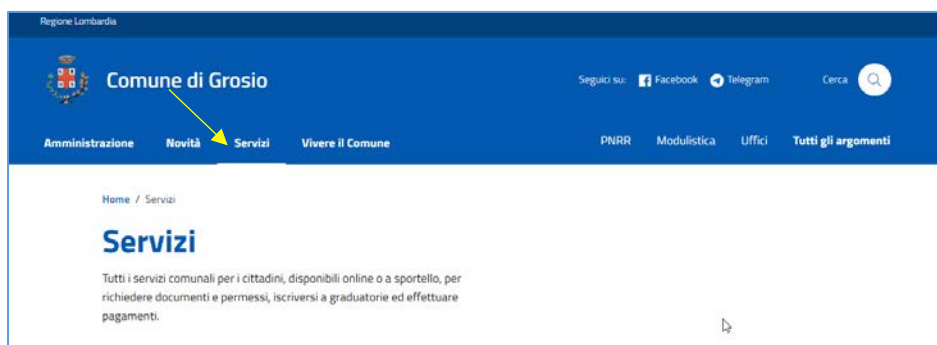 Regione Lombardia
Comune di Grosio
Seguici su: Facebook Telegram Cerca
Amministrazione Novità Servizi Vivere il Comune PNRR Modulistica Uffici Tutti gli argomenti
Home / Servizi
Servizi
Tutti i servizi comunali per i cittadini, disponibili online o a sportello, per
richiedere documenti e permessi, iscriversi a graduatorie ed effettuare
pagamenti.